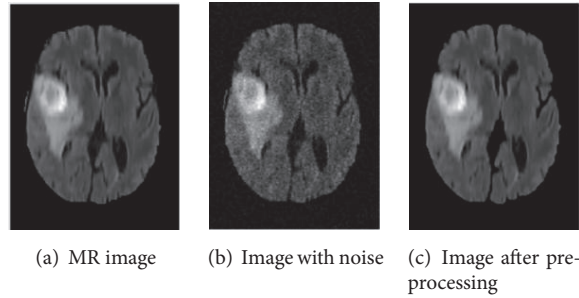 (a) MR image
(b) Image with noise
(c) Image after pre-
processing